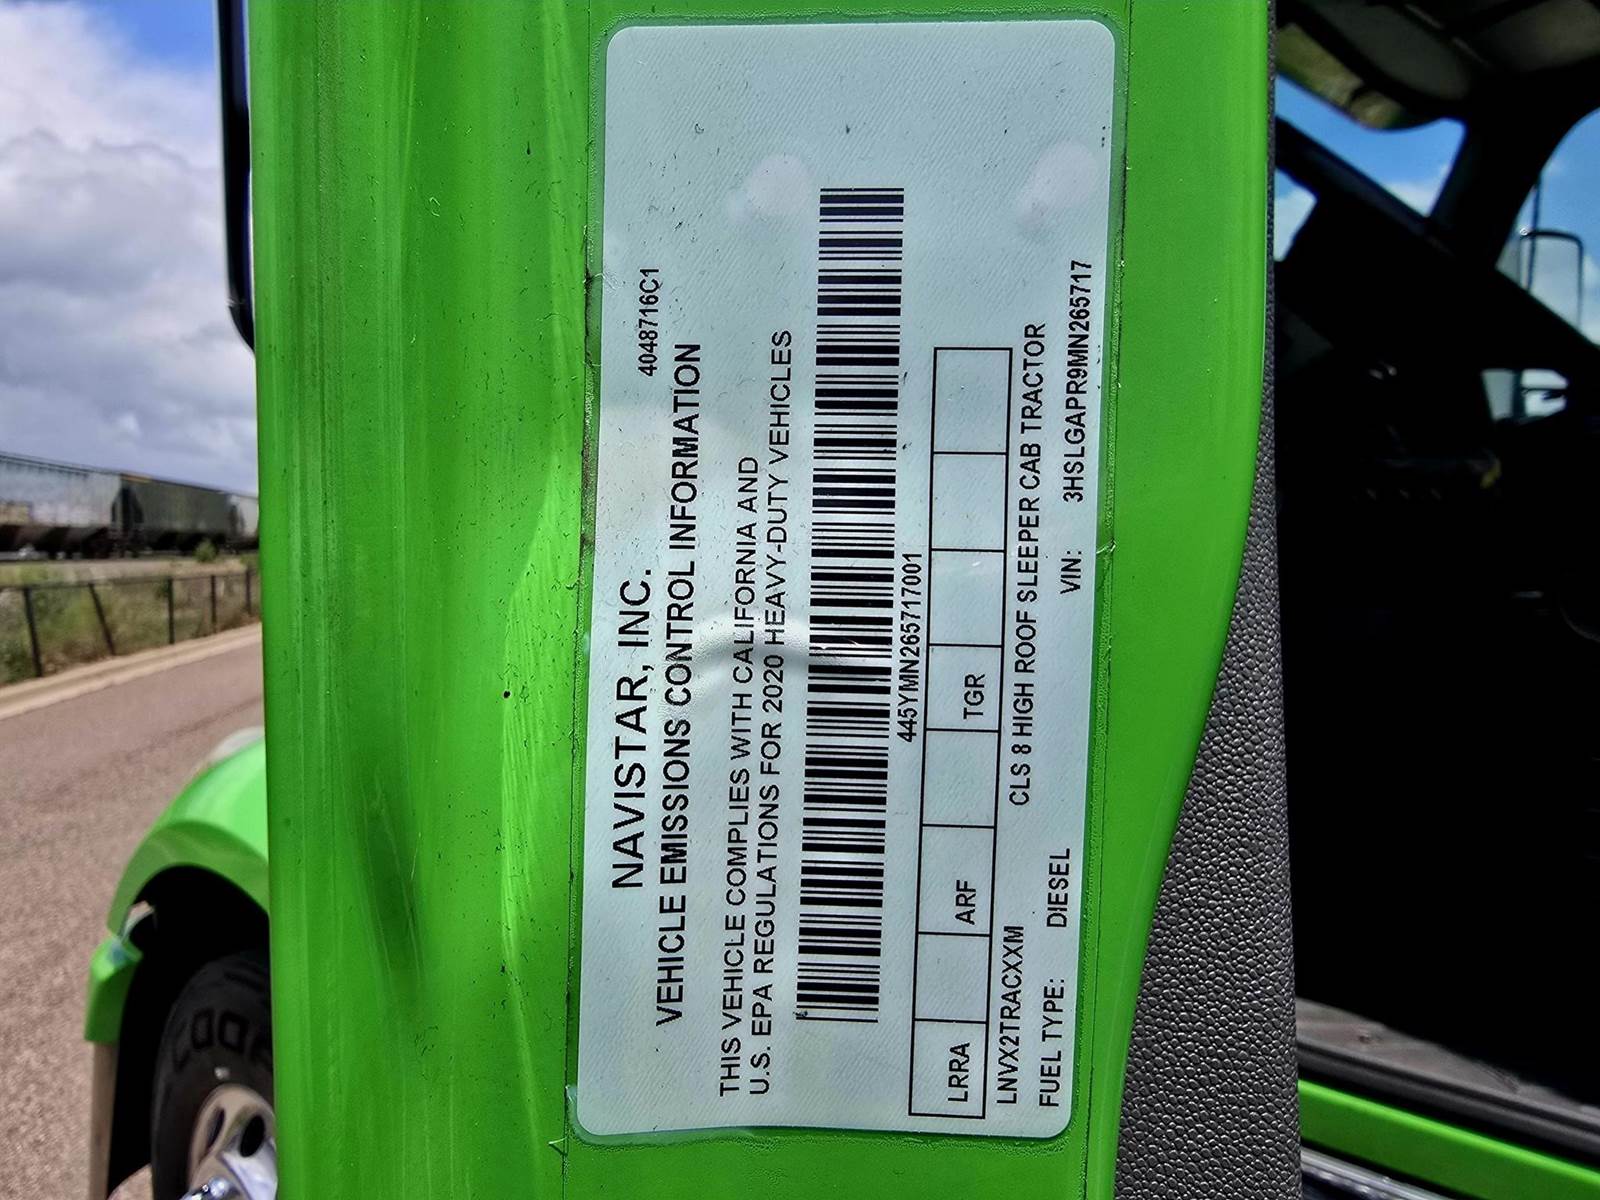 4048716C1
NAVISTAR, INC.
VEHICLE EMISSIONS CONTROL INFORMATION
THIS VEHICLE COMPLIES WITH CALIFORNIA AND
U.S. EPA REGULATIONS FOR 2020 HEAVY-DUTY VEHICLES
445YMN265717001
LRRA ARF TGR
LNVX2TRACXXM CLS 8 HIGH ROOF SLEEPER CAB TRACTOR
FUEL TYPE: DIESEL VIN: 3HSLGAPR9MN265717